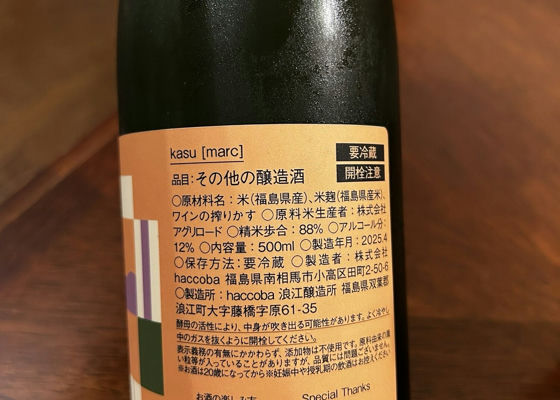 kasu [marc]
要冷蔵
品目：その他の醸造酒
開栓注意
○原材料名：米(福島県産)、米麹(福島県産米)、
ワインの搾りかす ○原料米生産者：株式会社
アグリロード ○精米歩合：88% ○アルコール分：
12% ○内容量：500ml ○製造年月：2025.4
○保存方法：要冷蔵 ○製造者：株式会社
haccoba 福島県南相馬市小高区田町2-50-6
○製造所：haccoba 浪江醸造所 福島県双葉郡
浪江町大字藤橋字原61-35
酵母の活性により、中身が吹き出る可能性があります。よく冷やし
中のガスを抜くように開栓してください。
表示義務の有無にかかわらず、添加物は不使用です。原料由来の黒
い粒等が入っていることがありますが、品質には問題ございません。
※お酒は20歳になってから※妊娠中や授乳期の飲酒はお控えください
お酒の楽しみ方
Special Thanks